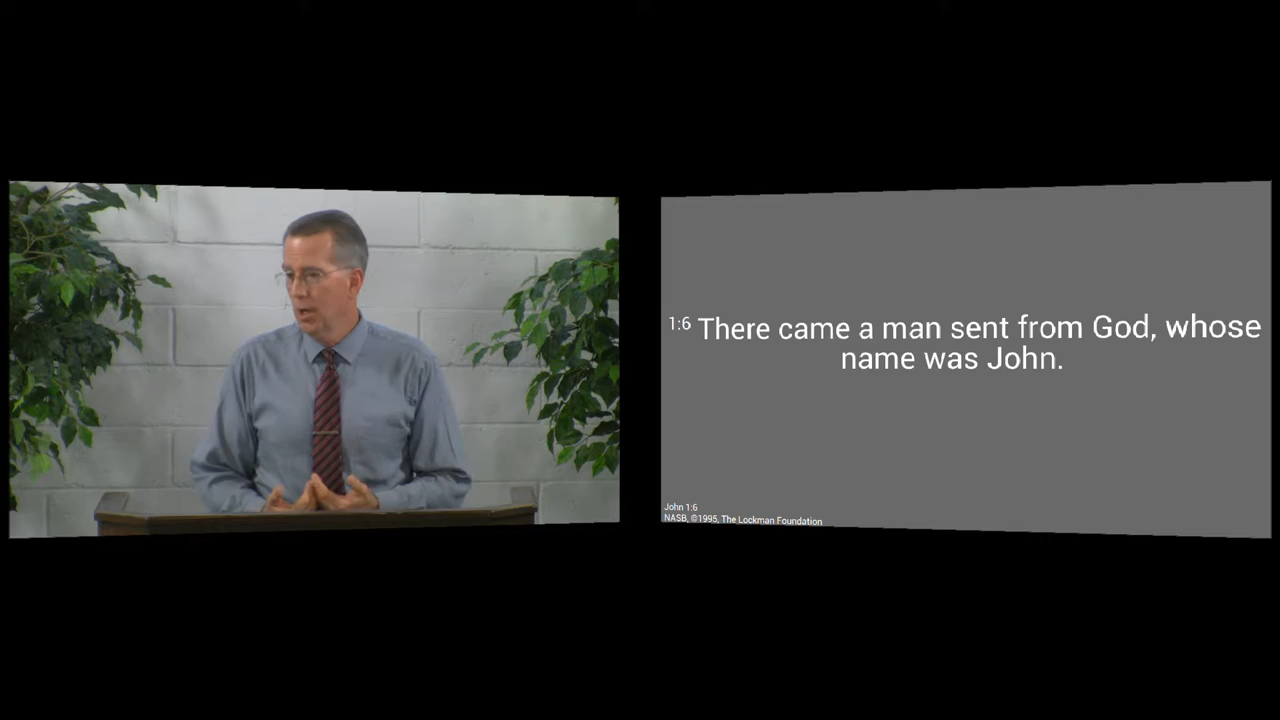 1:6 There came a man sent from God, whose
name was John.
John 1:6
NASB, ©1995, The Lockman Foundation